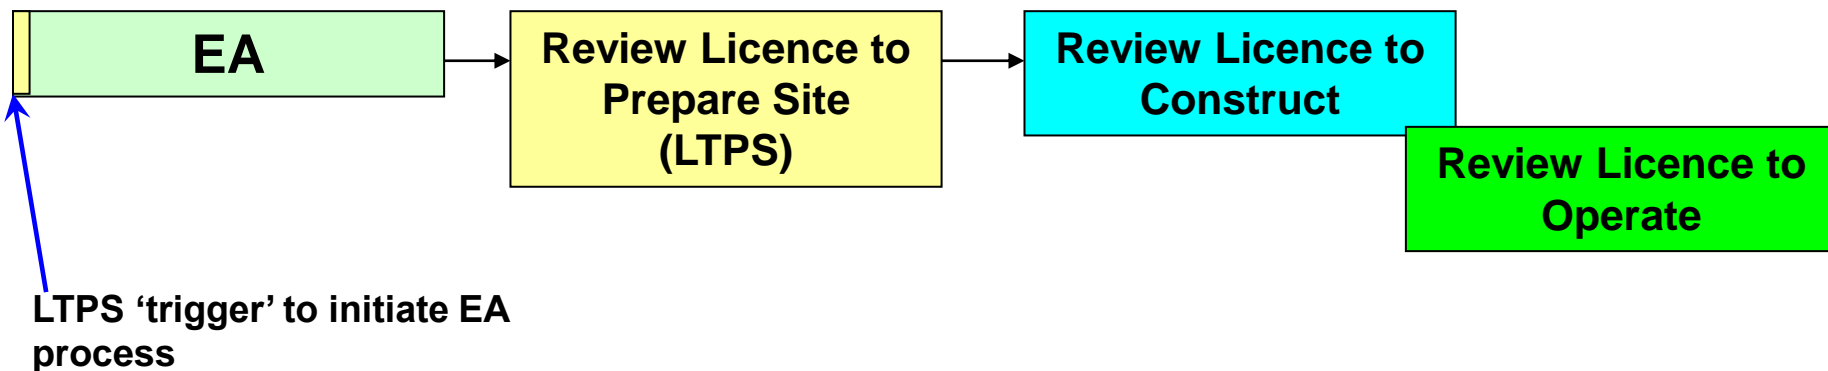 EA
Review Licence to
Prepare Site
(LTPS)
Review Licence to
Construct
Review Licence to
Operate
LTPS ‘trigger’ to initiate EA
process